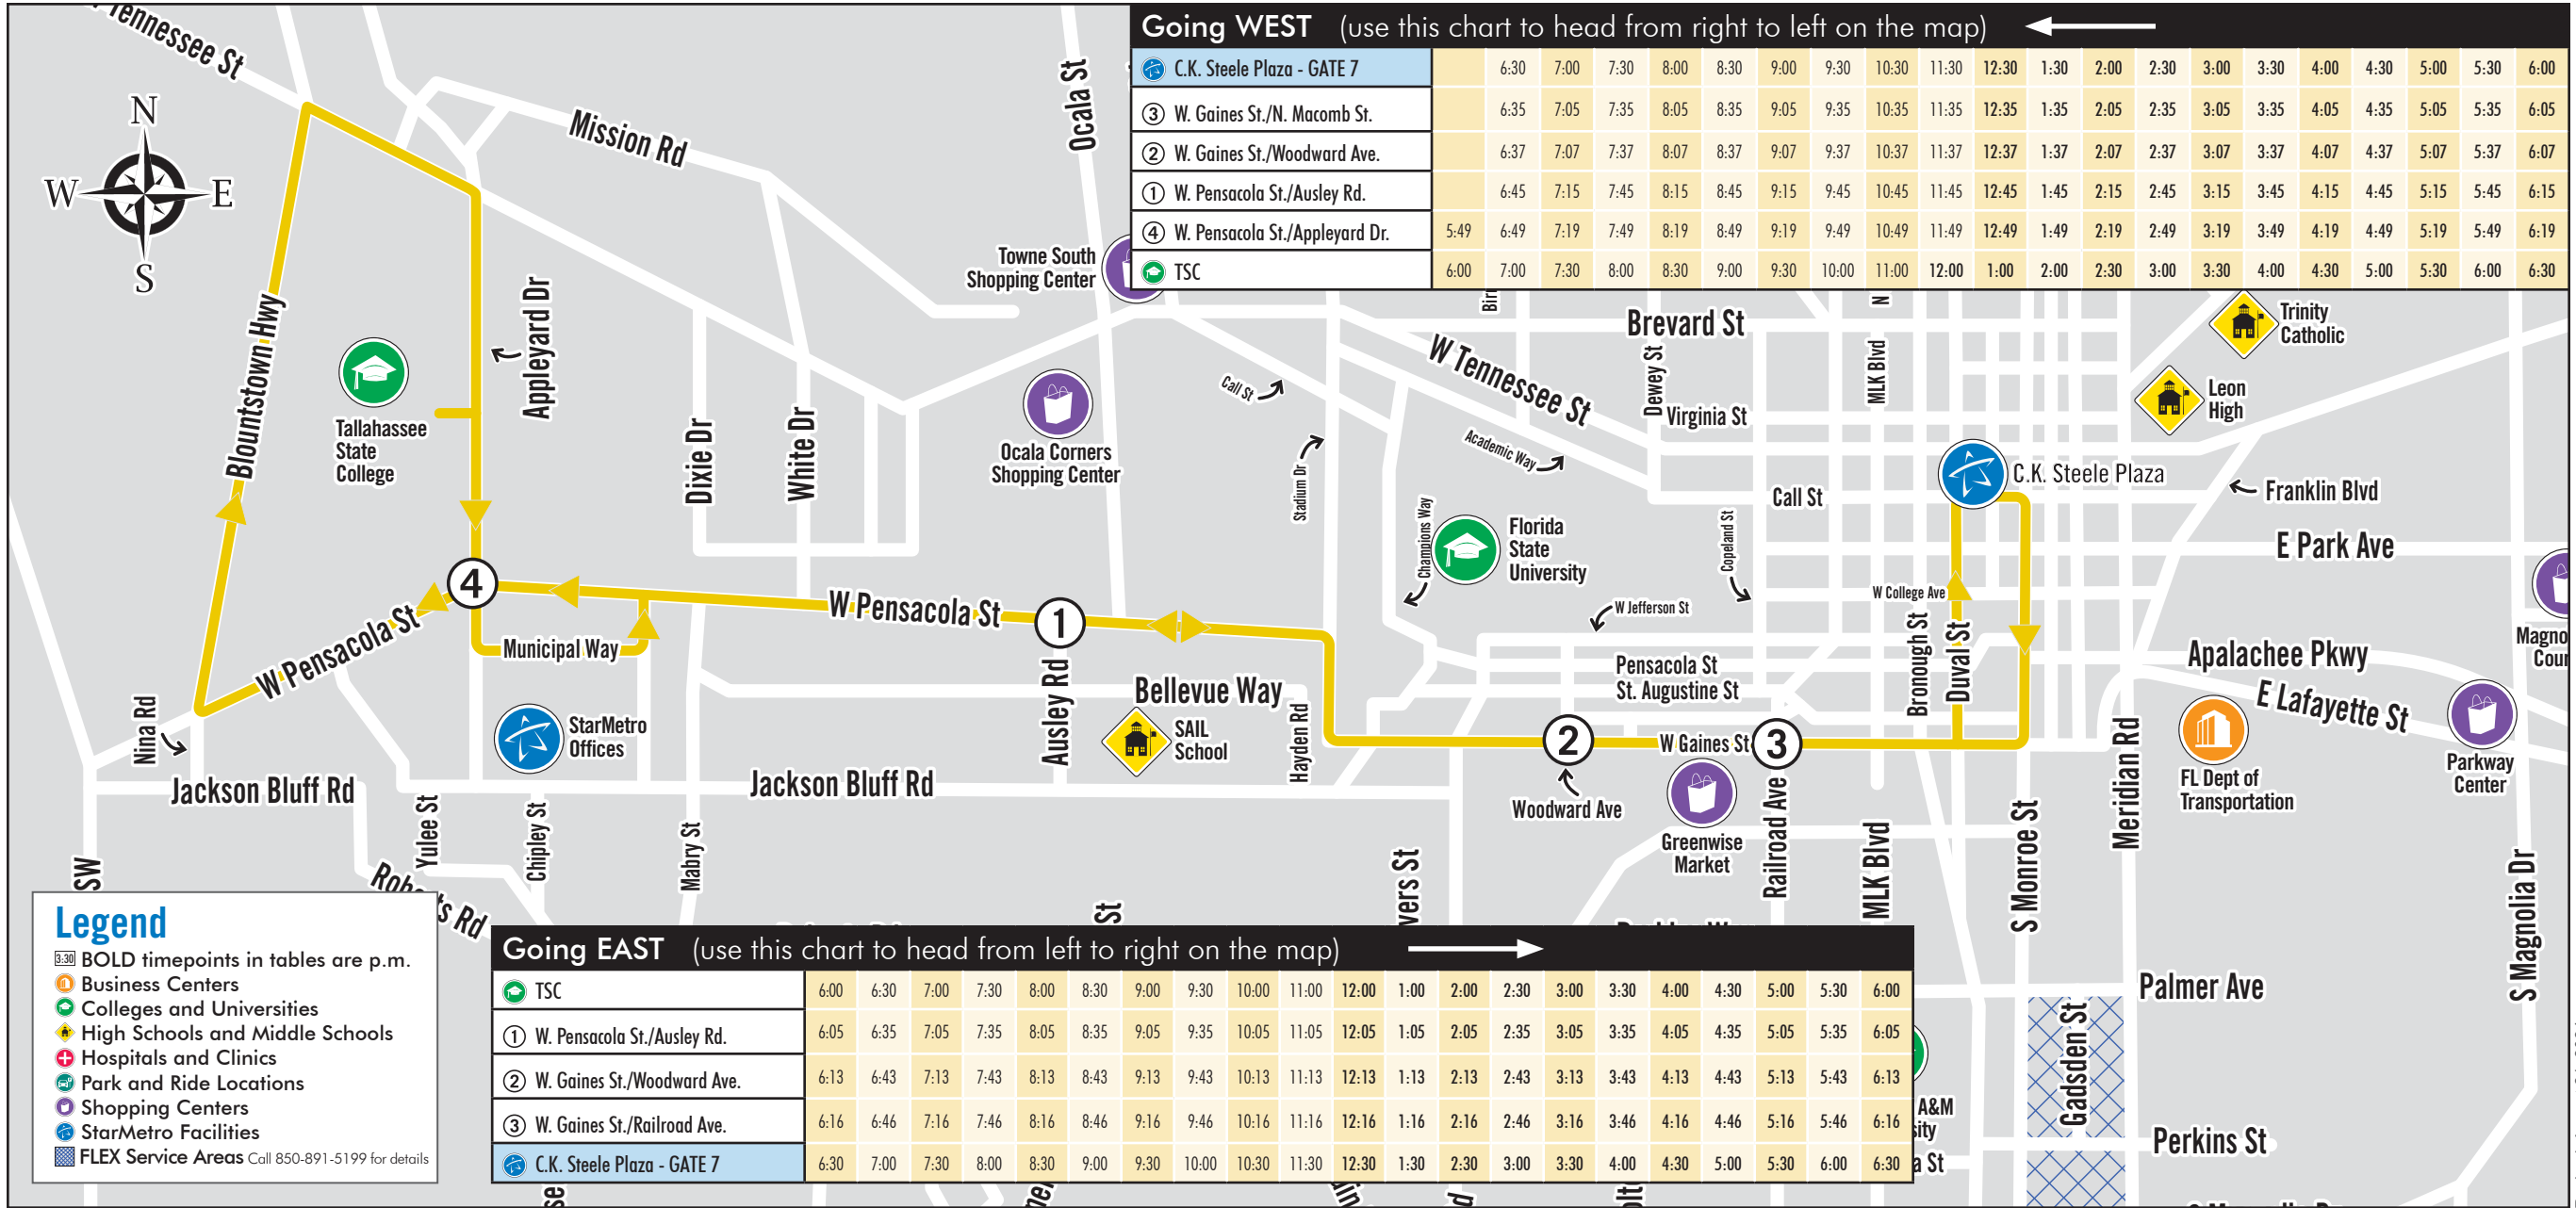 Going WEST (use this chart to head from right to left on the map)
C.K. Steele Plaza - GATE 7 6:30 7:00 7:30 8:00 8:30 9:00 9:30 10:30 11:30 12:30 1:30 2:00 2:30 3:00 3:30 4:00 4:30 5:00 5:30 6:00
3 W. Gaines St./N. Macomb St. 6:35 7:05 7:35 8:05 8:35 9:05 9:35 10:35 11:35 12:35 1:35 2:05 2:35 3:05 3:35 4:05 4:35 5:05 5:35 6:05
2 W. Gaines St./Woodward Ave. 6:37 7:07 7:37 8:07 8:37 9:07 9:37 10:37 11:37 12:37 1:37 2:07 2:37 3:07 3:37 4:07 4:37 5:07 5:37 6:07
1 W. Pensacola St./Ausley Rd. 6:45 7:15 7:45 8:15 8:45 9:15 9:45 10:45 11:45 12:45 1:45 2:15 2:45 3:15 3:45 4:15 4:45 5:15 5:45 6:15
4 W. Pensacola St./Appleyard Dr. 5:49 6:49 7:19 7:49 8:19 8:49 9:19 9:49 10:49 11:49 12:49 1:49 2:19 2:49 3:19 3:49 4:19 4:49 5:19 5:49 6:19
TSC 6:00 7:00 7:30 8:00 8:30 9:00 9:30 10:00 11:00 12:00 1:00 2:00 2:30 3:00 3:30 4:00 4:30 5:00 5:30 6:00 6:30
Tennessee St
N
W E
S
Mission Rd
Ocala St
Towne South
Shopping Center
Blountstown Hwy
Appleyard Dr
Tallahassee
State
College
Dixie Dr
White Dr
Ocala Corners
Shopping Center
Call St
Stadium Dr
Brevard St
W Tennessee St
Dewey St
Virginia St
MLK Blvd
N
Academic Way
Champions Way
Florida
State
University
Copeland St
Call St
C.K. Steele Plaza
Trinity
Catholic
Leon
High
Franklin Blvd
E Park Ave
W College Ave
W Jefferson St
4
W Pensacola St
1
W Pensacola St
Municipal Way
Pensacola St
St. Augustine St
Bronough St
Duval St
Apalachee Pkwy
E Lafayette St
Bellevue Way
Ausley Rd
SAIL
School
Hayden Rd
StarMetro
Offices
Nina Rd
Jackson Bluff Rd
Jackson Bluff Rd
2
W Gaines St
3
Woodward Ave
Greenwise
Market
Railroad Ave
MLK Blvd
S Monroe St
Meridian Rd
FL Dept of
Transportation
Parkway
Center
S Magnolia Dr
Yulee St
Chipley St
Mabry St
SW
St
Palmer Ave
Gadsden St
Perkins St
A&M
Legend
3:30 BOLD timepoints in tables are p.m.
Business Centers
Colleges and Universities
High Schools and Middle Schools
Hospitals and Clinics
Park and Ride Locations
Shopping Centers
StarMetro Facilities
FLEX Service Areas Call 850-891-5199 for details
Going EAST (use this chart to head from left to right on the map)
TSC 6:00 6:30 7:00 7:30 8:00 8:30 9:00 9:30 10:00 11:00 12:00 1:00 2:00 2:30 3:00 3:30 4:00 4:30 5:00 5:30 6:00
1 W. Pensacola St./Ausley Rd. 6:05 6:35 7:05 7:35 8:05 8:35 9:05 9:35 10:05 11:05 12:05 1:05 2:05 2:35 3:05 3:35 4:05 4:35 5:05 5:35 6:05
2 W. Gaines St./Woodward Ave. 6:13 6:43 7:13 7:43 8:13 8:43 9:13 9:43 10:13 11:13 12:13 1:13 2:13 2:43 3:13 3:43 4:13 4:43 5:13 5:43 6:13
3 W. Gaines St./Railroad Ave. 6:16 6:46 7:16 7:46 8:16 8:46 9:16 9:46 10:16 11:16 12:16 1:16 2:16 2:46 3:16 3:46 4:16 4:46 5:16 5:46 6:16
C.K. Steele Plaza - GATE 7 6:30 7:00 7:30 8:00 8:30 9:00 9:30 10:00 10:30 11:30 12:30 1:30 2:30 3:00 3:30 4:00 4:30 5:00 5:30 6:00 6:30